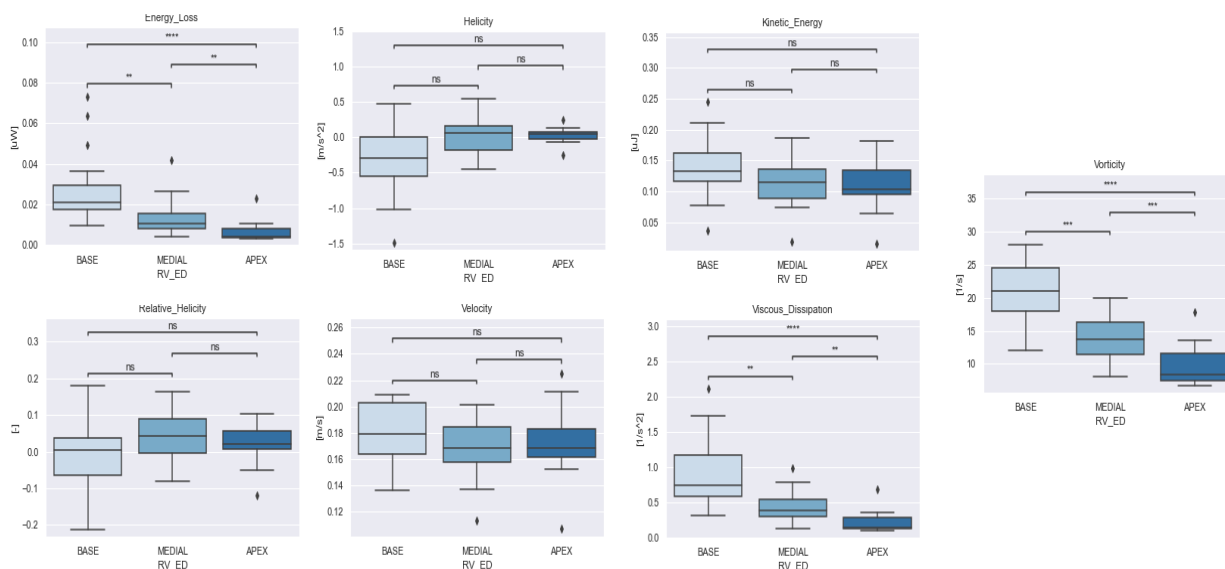 Energy_Loss
0.10
0.08
0.06
0.04
0.02
0.00
[uW]
****
**
**
BASE MEDIAL APEX
RV_ED
Helicity
1.5
1.0
0.5
0.0
−0.5
−1.0
−1.5
[m/s^2]
ns
ns
ns
BASE MEDIAL APEX
RV_ED
Kinetic_Energy
0.35
0.30
0.25
0.20
0.15
0.10
0.05
[uJ]
ns
ns
ns
BASE MEDIAL APEX
RV_ED
Vorticity
35
30
25
20
15
10
[1/s]
****
***
***
BASE MEDIAL APEX
RV_ED
Relative_Helicity
0.3
0.2
0.1
0.0
−0.1
−0.2
[-]
ns
ns
ns
BASE MEDIAL APEX
RV_ED
Velocity
0.26
0.24
0.22
0.20
0.18
0.16
0.14
0.12
[m/s]
ns
ns
ns
BASE MEDIAL APEX
RV_ED
Viscous_Dissipation
3.0
2.5
2.0
1.5
1.0
0.5
0.0
[1/s^2]
****
**
**
BASE MEDIAL APEX
RV_ED